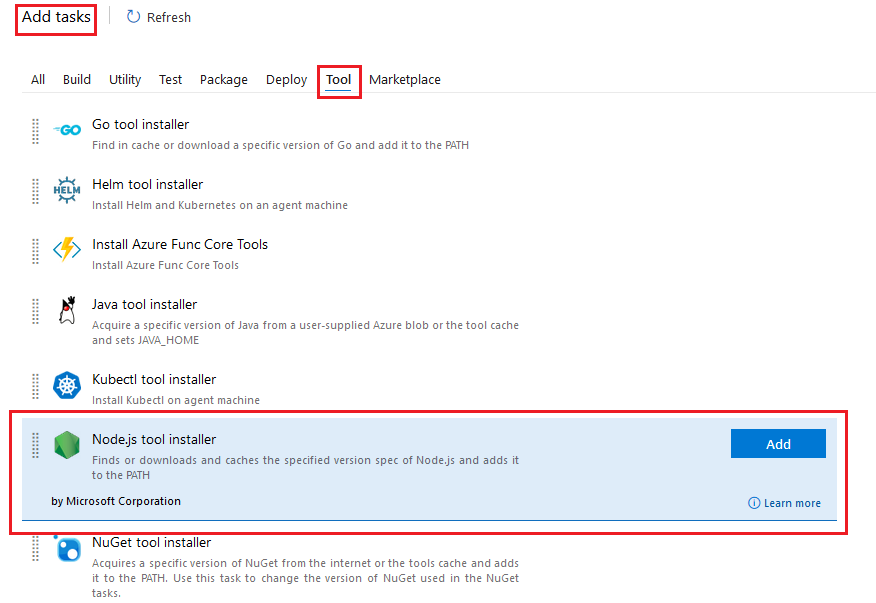 Add tasks Refresh
All Build Utility Test Package Deploy Tool Marketplace
GO Go tool installer
Find in cache or download a specific version of Go and add it to the PATH
HELM Helm tool installer
Install Helm and Kubernetes on an agent machine
Install Azure Func Core Tools
Install Azure Func Core Tools
Java tool installer
Acquire a specific version of Java from a user-supplied Azure blob or the tool cache
and sets JAVA_HOME
Kubectl tool installer
Install Kubectl on agent machine
Node.js tool installer
Add
Finds or downloads and caches the specified version spec of Node.js and adds it
to the PATH
by Microsoft Corporation
Learn more
NuGet tool installer
Acquires a specific version of NuGet from the internet or the tools cache and adds
it to the PATH. Use this task to change the version of NuGet used in the NuGet
tasks.